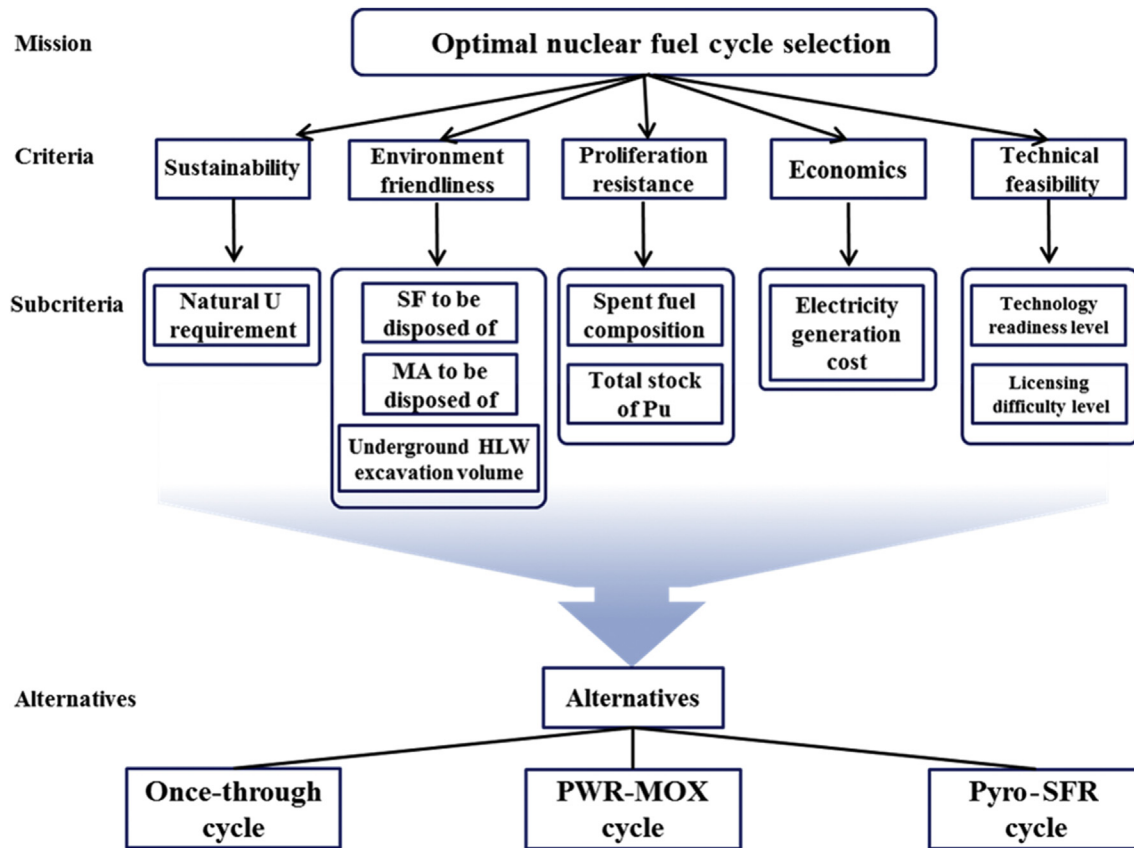 Mission
Optimal nuclear fuel cycle selection
Criteria
Sustainability
Environment
friendliness
Proliferation
resistance
Economics
Technical
feasibility
Subcriteria
Natural U
requirement
SF to be
disposed of
MA to be
disposed of
Underground HLW
excavation volume
Spent fuel
composition
Total stock
of Pu
Electricity
generation
cost
Technology
readiness level
Licensing
difficulty level
Alternatives
Alternatives
Once-through
cycle
PWR-MOX
cycle
Pyro-SFR
cycle